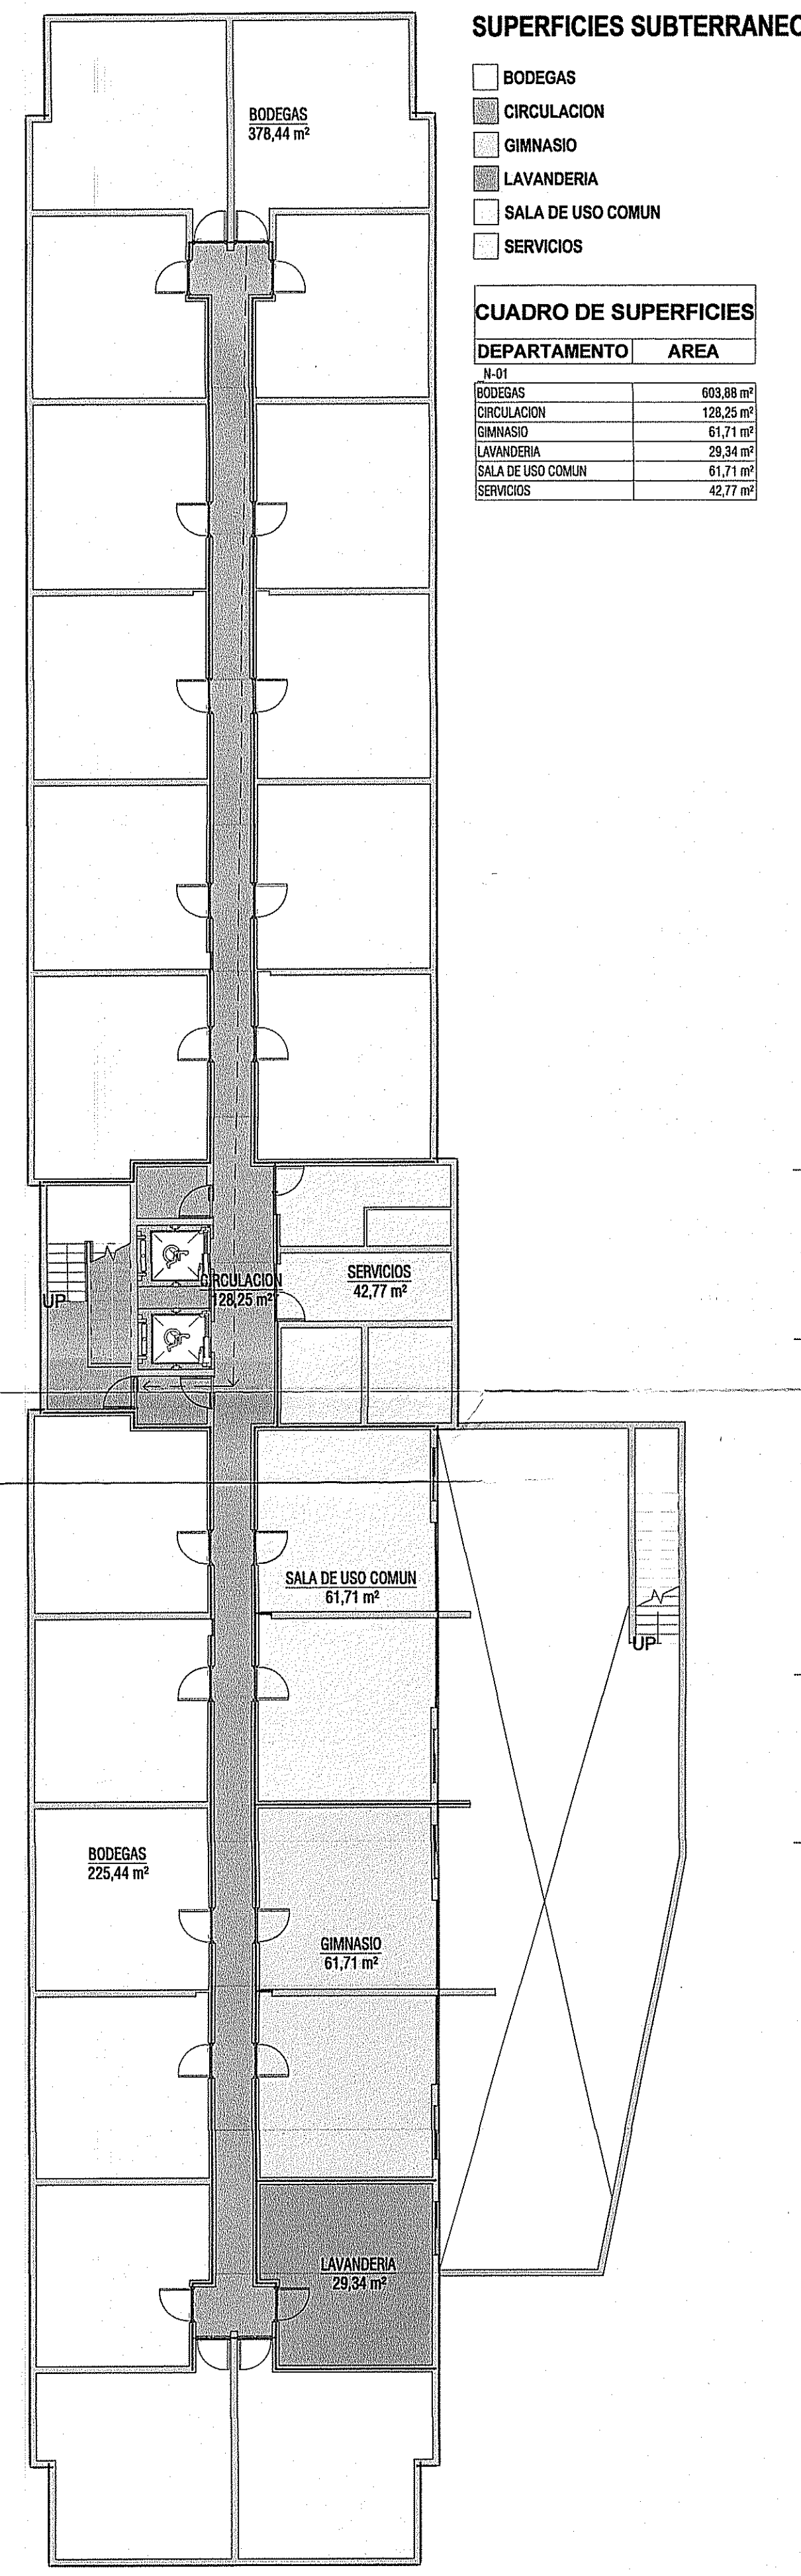 SUPERFICIES SUBTERRANEO
BODEGAS
CIRCULACION
GIMNASIO
LAVANDERIA
SALA DE USO COMUN
SERVICIOS
CUADRO DE SUPERFICIES
DEPARTAMENTO AREA
N-01
BODEGAS 603,88 m²
CIRCULACION 128,25 m²
GIMNASIO 61,71 m²
LAVANDERIA 29,34 m²
SALA DE USO COMUN 61,71 m²
SERVICIOS 42,77 m²
BODEGAS
378,44 m²
CIRCULACION
128,25 m²
SERVICIOS
42,77 m²
UP
SALA DE USO COMUN
61,71 m²
UP
BODEGAS
225,44 m²
GIMNASIO
61,71 m²
LAVANDERIA
29,34 m²